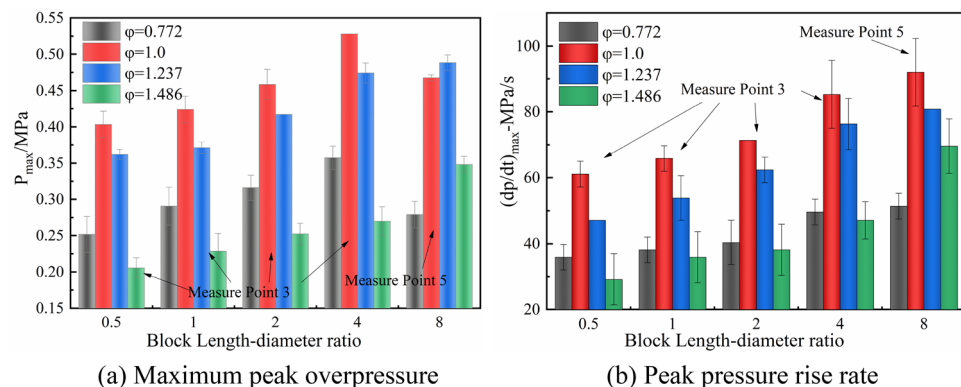 0.55
0.50
0.45
0.40
0.35
0.30
0.25
0.20
0.15
Pmax/MPa
φ=0.772
φ=1.0
φ=1.237
φ=1.486
Measure Point 3
Measure Point 5
0.5 1 2 4 8
Block Length-diameter ratio
(a) Maximum peak overpressure
100
80
60
40
20
(dp/dt)max-MPa/s
φ=0.772
φ=1.0
φ=1.237
φ=1.486
Measure Point 5
Measure Point 3
0.5 1 2 4 8
Block Length-diameter ratio
(b) Peak pressure rise rate